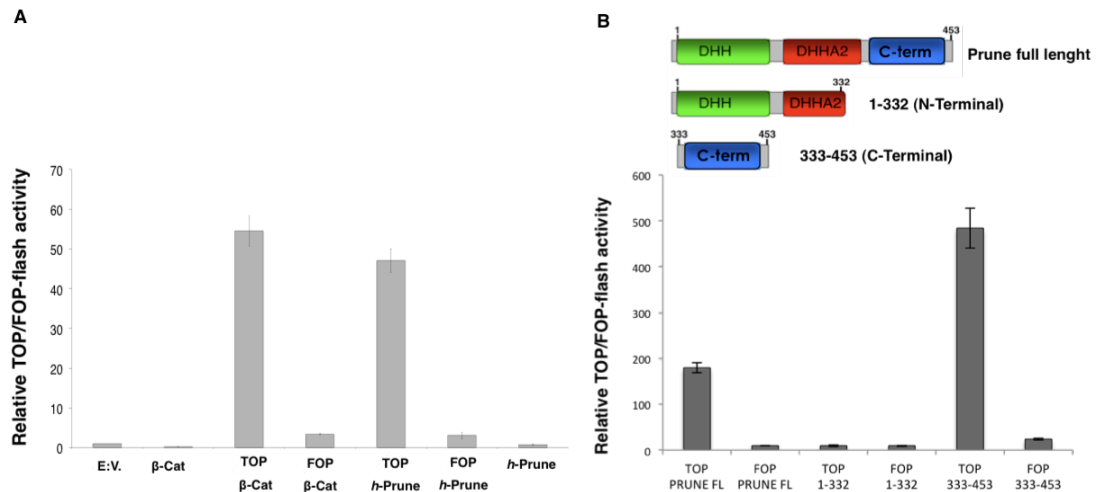 A
Relative TOP/FOP-flash activity
70
60
50
40
30
20
10
0
E:V.
β-Cat
TOP
β-Cat
FOP
β-Cat
TOP
h-Prune
FOP
h-Prune
h-Prune
B
1
453
DHH
DHHA2
C-term
Prune full lenght
1
332
DHH
DHHA2
1-332 (N-Terminal)
333
453
C-term
333-453 (C-Terminal)
Relative TOP/FOP-flash activity
600
500
400
300
200
100
0
TOP
PRUNE FL
FOP
PRUNE FL
TOP
1-332
FOP
1-332
TOP
333-453
FOP
333-453